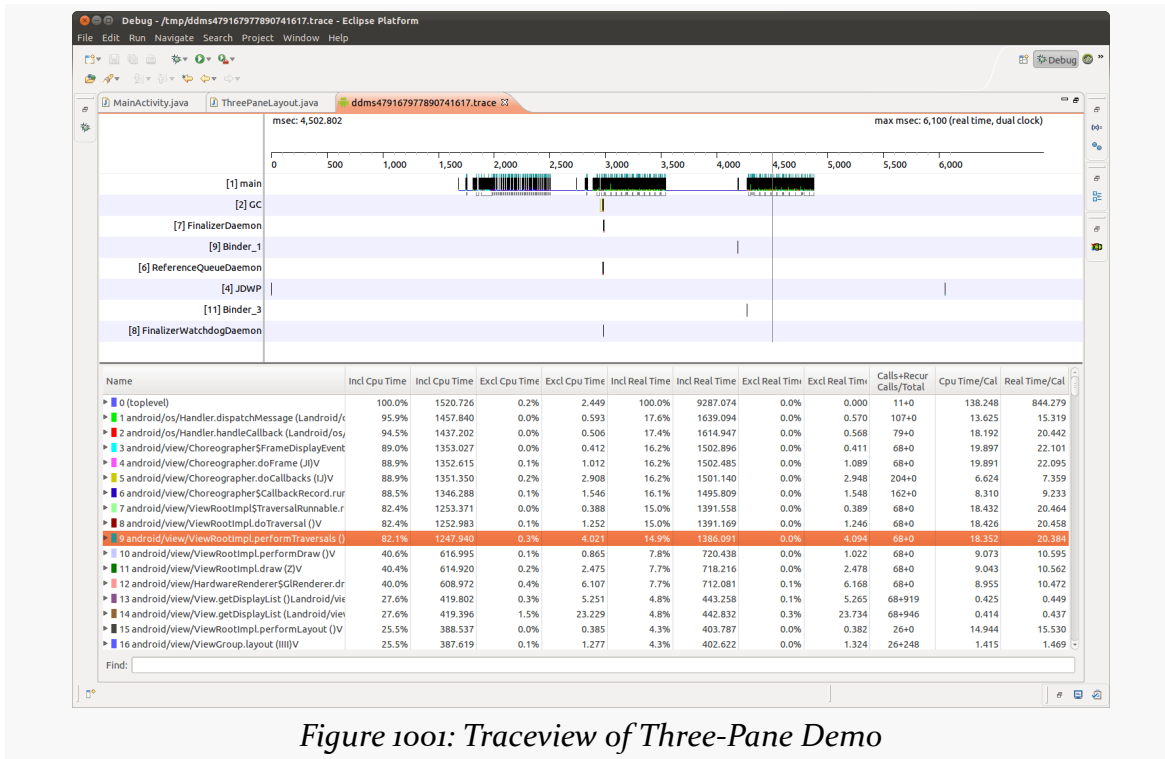 Debug - /tmp/ddms479167977890741617.trace - Eclipse Platform
File Edit Run Navigate Search Project Window Help
Debug »
MainActivity.java ThreePaneLayout.java ddms479167977890741617.trace
msec: 4,502.802 max msec: 6,100 (real time, dual clock)
0 500 1,000 1,500 2,000 2,500 3,000 3,500 4,000 4,500 5,000 5,500 6,000
[1] main
[2] GC
[7] FinalizerDaemon
[9] Binder_1
[6] ReferenceQueueDaemon
[4] JDWP
[11] Binder_3
[8] FinalizerWatchdogDaemon
Name Incl Cpu Time Incl Cpu Time Excl Cpu Time Excl Cpu Time Incl Real Time Incl Real Time Excl Real Time Excl Real Time Calls+Recur Calls/Total Cpu Time/Cal Real Time/Cal
0 (toplevel) 100.0% 1520.726 0.2% 2.449 100.0% 9287.074 0.0% 0.000 11+0 138.248 844.279
1 android/os/Handler.dispatchMessage (Landroid/c 95.9% 1457.840 0.0% 0.593 17.6% 1639.094 0.0% 0.570 107+0 13.625 15.319
2 android/os/Handler.handleCallback (Landroid/os/ 94.5% 1437.202 0.0% 0.506 17.4% 1614.947 0.0% 0.568 79+0 18.192 20.442
3 android/view/Choreographer$FrameDisplayEvent 89.0% 1353.027 0.0% 0.412 16.2% 1502.896 0.0% 0.411 68+0 19.897 22.101
4 android/view/Choreographer.doFrame (JI)V 88.9% 1352.615 0.1% 1.012 16.2% 1502.485 0.0% 1.089 68+0 19.891 22.095
5 android/view/Choreographer.doCallbacks (IJ)V 88.9% 1351.350 0.2% 2.908 16.2% 1501.140 0.0% 2.948 204+0 6.624 7.359
6 android/view/Choreographer$CallbackRecord.rur 88.5% 1346.288 0.1% 1.546 16.1% 1495.809 0.0% 1.548 162+0 8.310 9.233
7 android/view/ViewRootImpl$TraversalRunnable.r 82.4% 1253.371 0.0% 0.388 15.0% 1391.558 0.0% 0.389 68+0 18.432 20.464
8 android/view/ViewRootImpl.doTraversal ()V 82.4% 1252.983 0.1% 1.252 15.0% 1391.169 0.0% 1.246 68+0 18.426 20.458
9 android/view/ViewRootImpl.performTraversals () 82.1% 1247.940 0.3% 4.021 14.9% 1386.091 0.0% 4.094 68+0 18.352 20.384
10 android/view/ViewRootImpl.performDraw ()V 40.6% 616.995 0.1% 0.865 7.8% 720.438 0.0% 1.022 68+0 9.073 10.595
11 android/view/ViewRootImpl.draw (Z)V 40.4% 614.920 0.2% 2.475 7.7% 718.216 0.0% 2.478 68+0 9.043 10.562
12 android/view/HardwareRenderer$GlRenderer.dr 40.0% 608.972 0.4% 6.107 7.7% 712.081 0.1% 6.168 68+0 8.955 10.472
13 android/view/View.getDisplayList ()Landroid/vie 27.6% 419.802 0.3% 5.251 4.8% 443.258 0.1% 5.265 68+919 0.425 0.449
14 android/view/View.getDisplayList (Landroid/viev 27.6% 419.396 1.5% 23.229 4.8% 442.832 0.3% 23.734 68+946 0.414 0.437
15 android/view/ViewRootImpl.performLayout ()V 25.5% 388.537 0.0% 0.385 4.3% 403.787 0.0% 0.382 26+0 14.944 15.530
16 android/view/ViewGroup.layout (IIII)V 25.5% 387.619 0.1% 1.277 4.3% 402.622 0.0% 1.324 26+248 1.415 1.469
Find:
Figure 1001: Traceview of Three-Pane Demo